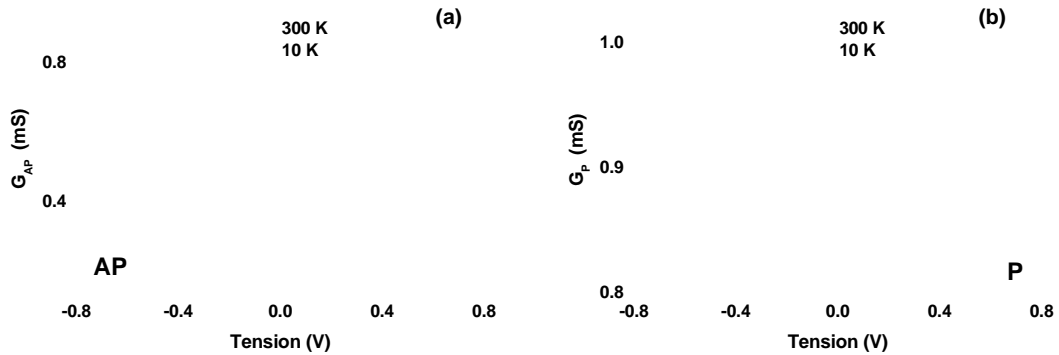 (a)
300 K
10 K
0.8
0.4
G_AP (mS)
AP
-0.8 -0.4 0.0 0.4 0.8
Tension (V)
(b)
300 K
10 K
1.0
0.9
0.8
G_P (mS)
P
-0.8 -0.4 0.0 0.4 0.8
Tension (V)